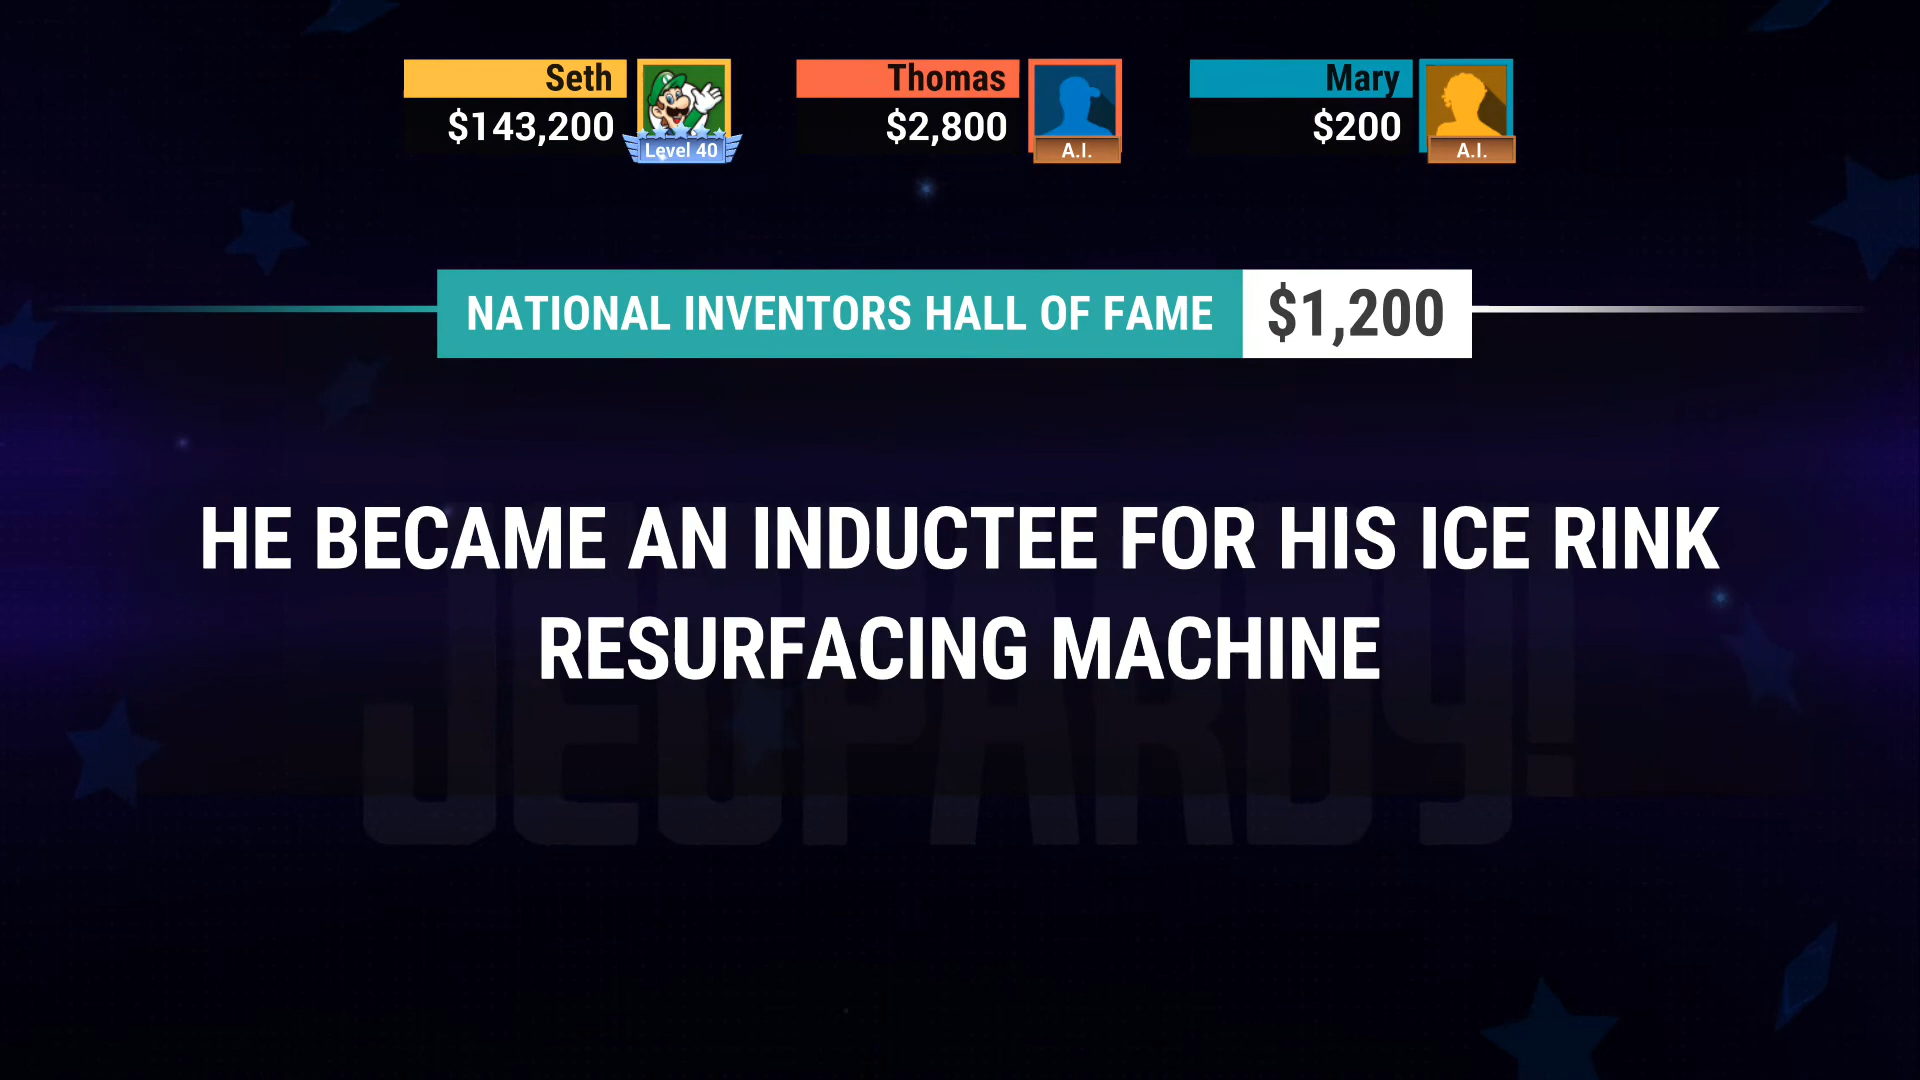 Seth
$143,200
Level 40
Thomas
$2,800
A.I.
Mary
$200
A.I.
NATIONAL INVENTORS HALL OF FAME $1,200
HE BECAME AN INDUCTEE FOR HIS ICE RINK
RESURFACING MACHINE
JEOPARDY!